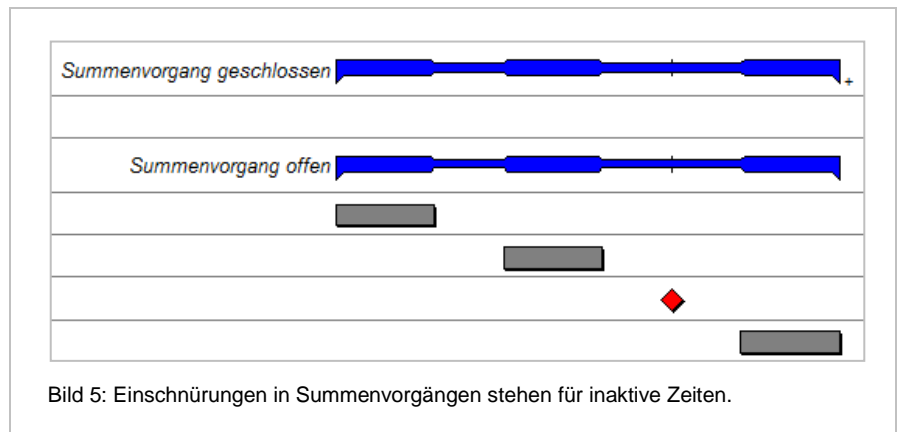 Summenvorgang geschlossen
+
Summenvorgang offen
Bild 5: Einschnürungen in Summenvorgängen stehen für inaktive Zeiten.